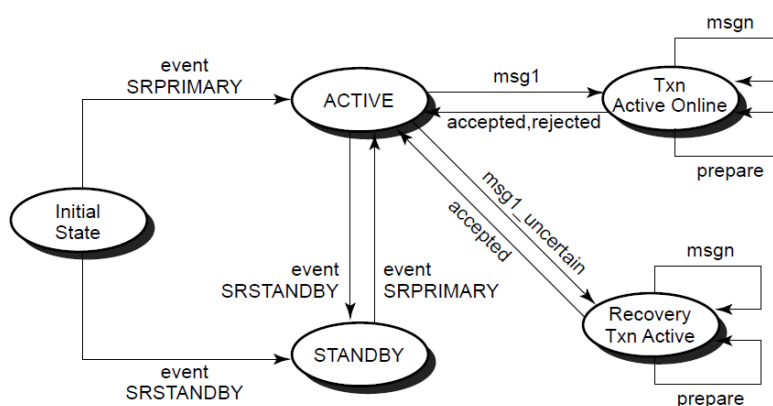 msgn
event
SRPRIMARY
msg1
Txn
Active Online
ACTIVE
accepted,rejected
prepare
msg1_uncertain
accepted
Initial
State
event
SRSTANDBY
event
SRPRIMARY
msgn
Recovery
Txn Active
STANDBY
event
SRSTANDBY
prepare